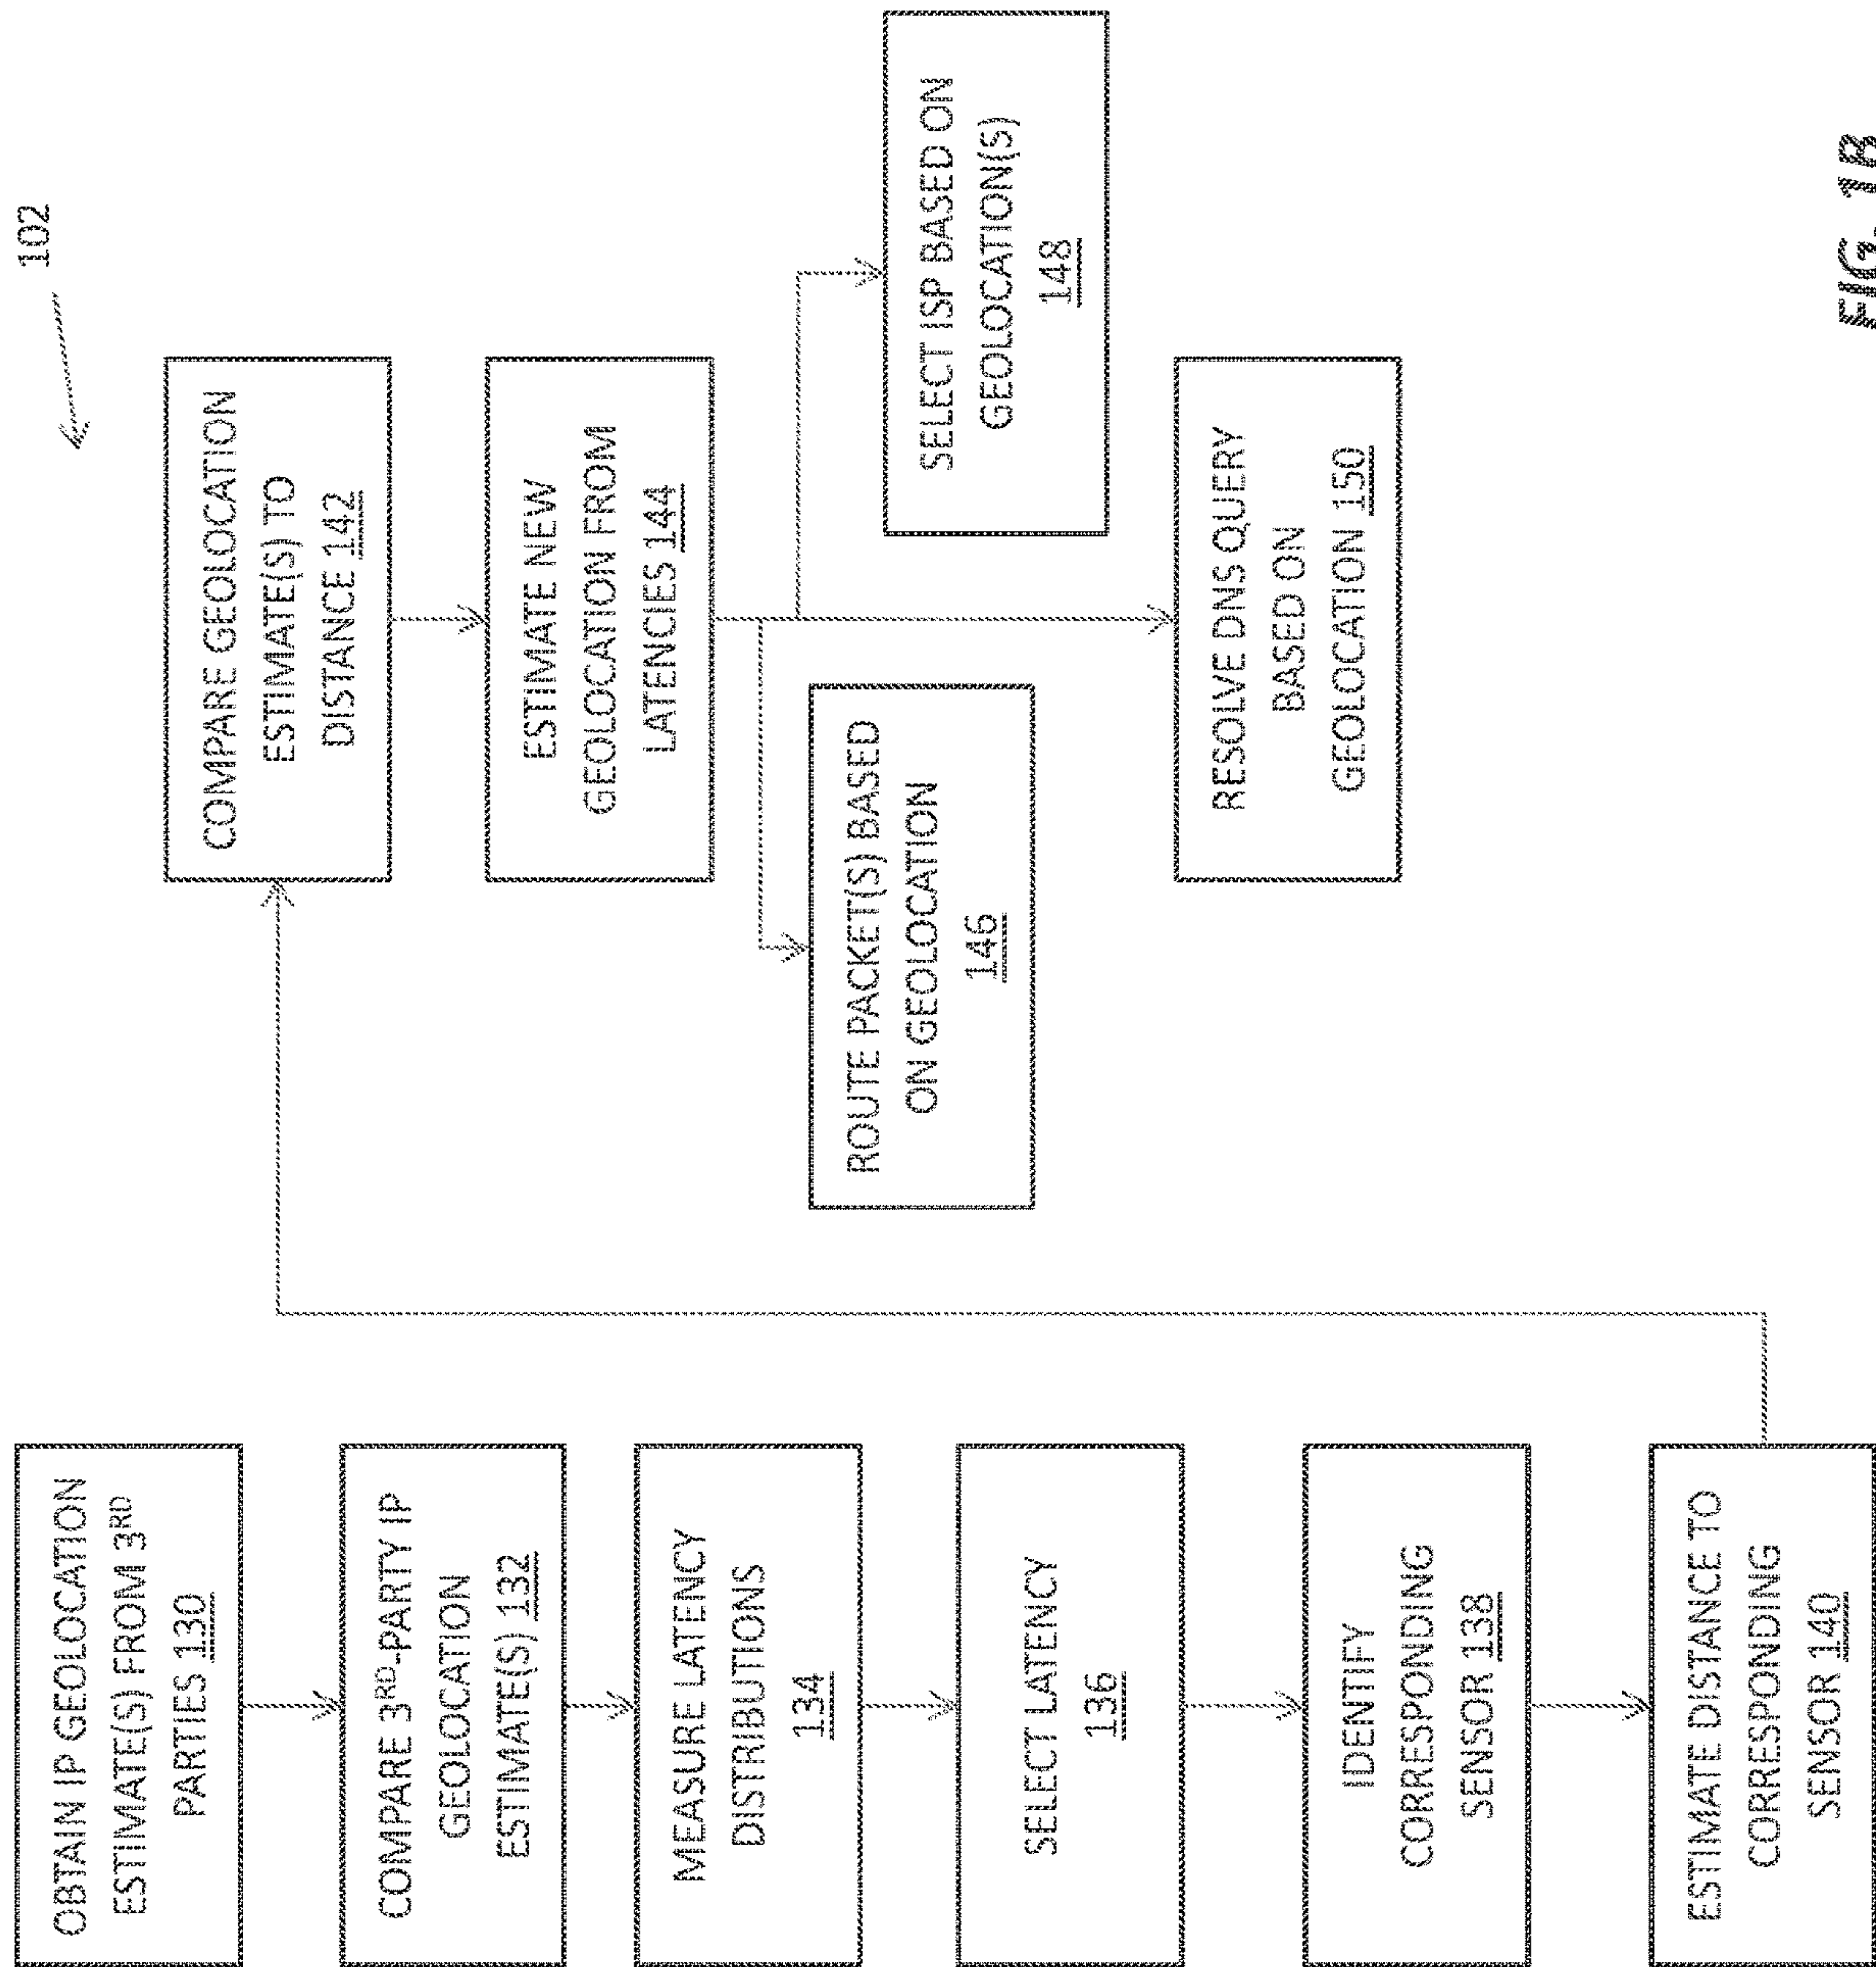 102
OBTAIN IP GEOLOCATION
ESTIMATE(S) FROM 3RD
PARTIES 130
COMPARE 3RD-PARTY IP
GEOLOCATION
ESTIMATE(S) 132
MEASURE LATENCY
DISTRIBUTIONS
134
SELECT LATENCY
136
IDENTIFY
CORRESPONDING
SENSOR 138
ESTIMATE DISTANCE TO
CORRESPONDING
SENSOR 140
COMPARE GEOLOCATION
ESTIMATE(S) TO
DISTANCE 142
ESTIMATE NEW
GEOLOCATION FROM
LATENCIES 144
ROUTE PACKET(S) BASED
ON GEOLOCATION
146
SELECT ISP BASED ON
GEOLOCATION(S)
148
RESOLVE DNS QUERY
BASED ON
GEOLOCATION 150
FIG. 1B